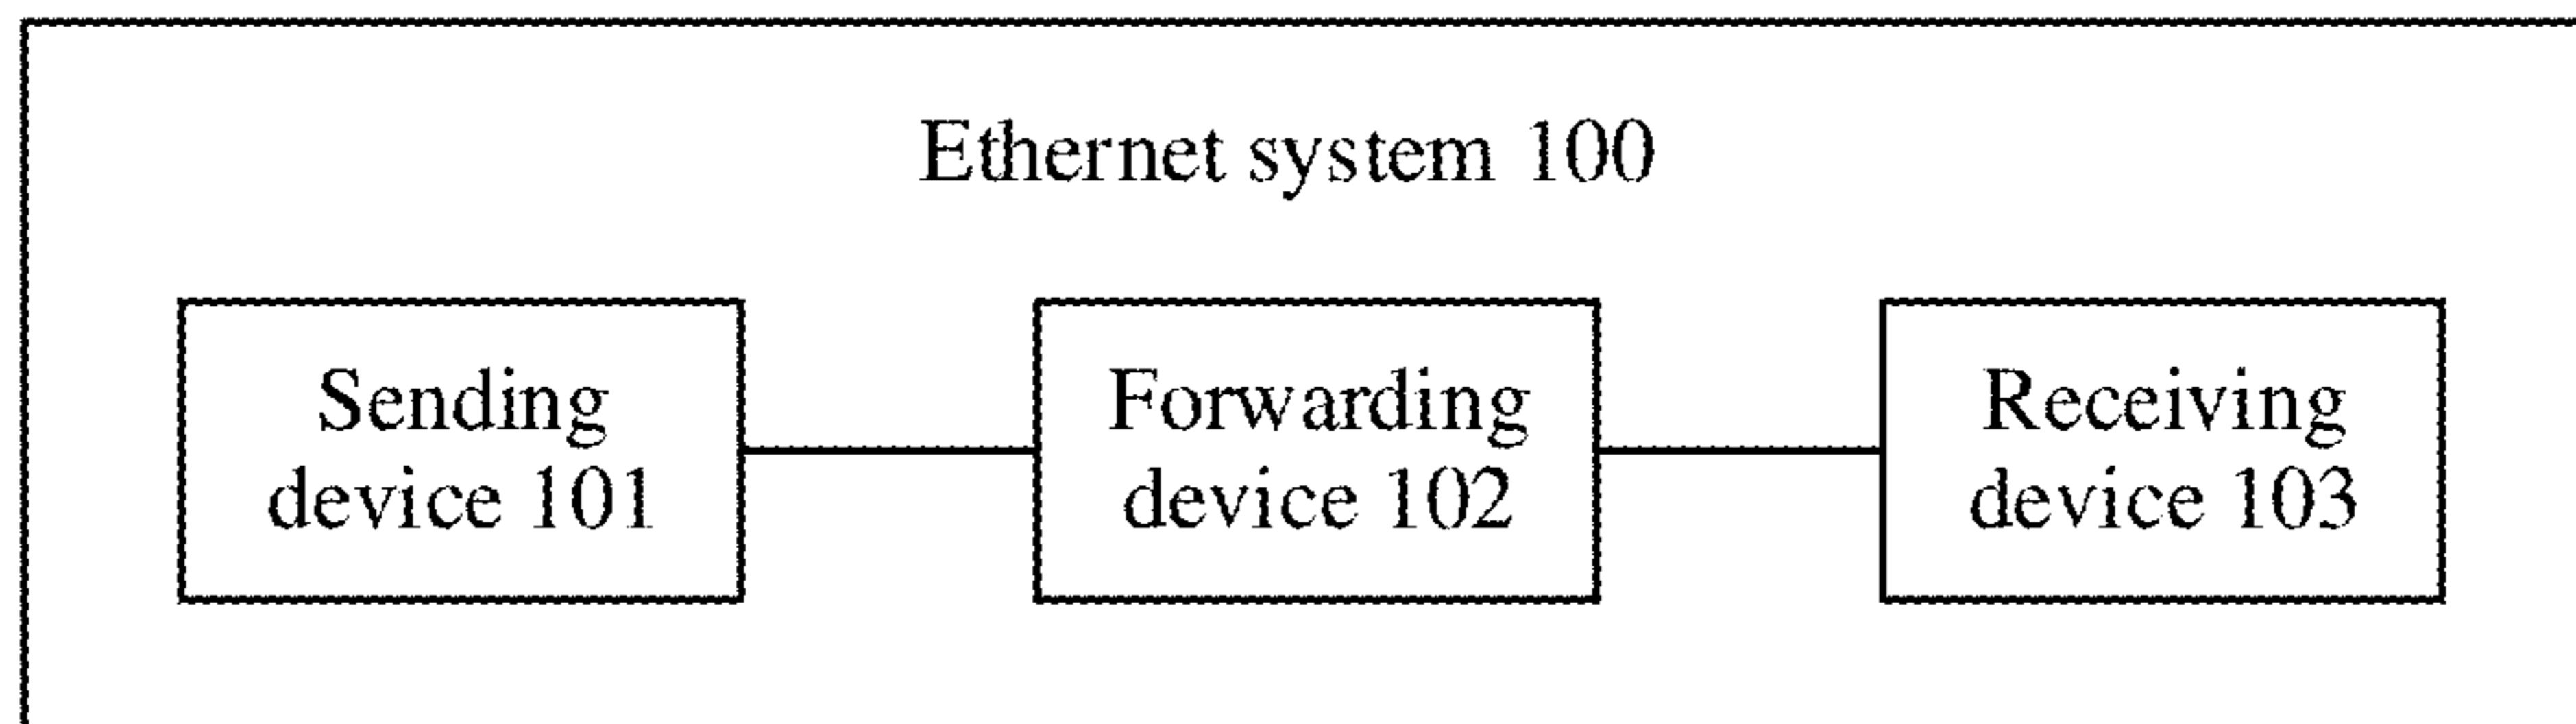 Ethernet system 100
Sending
device 101
Forwarding
device 102
Receiving
device 103